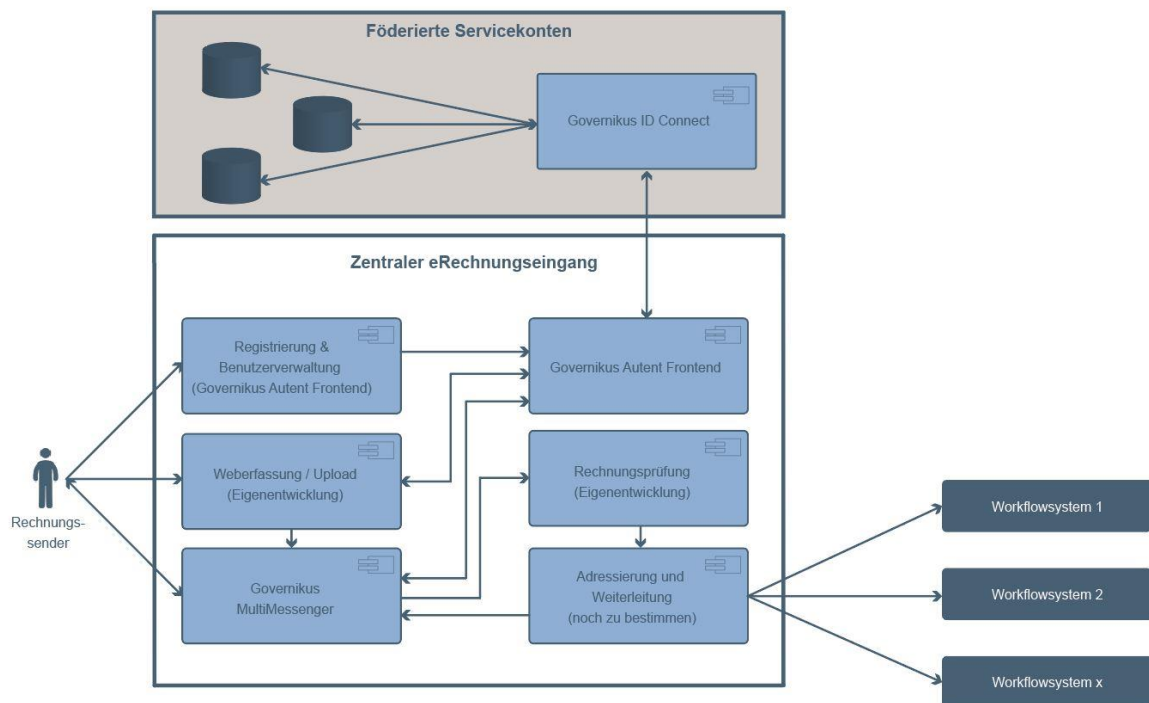 Föderierte Servicekonten
Governikus ID Connect
Zentraler eRechnungseingang
Registrierung &
Benutzerverwaltung
(Governikus Autent Frontend)
Governikus Autent Frontend
Weberfassung / Upload
(Eigenentwicklung)
Rechnungsprüfung
(Eigenentwicklung)
Rechnungs-
sender
Governikus
MultiMessenger
Adressierung und
Weiterleitung
(noch zu bestimmen)
Workflowsystem 1
Workflowsystem 2
Workflowsystem x